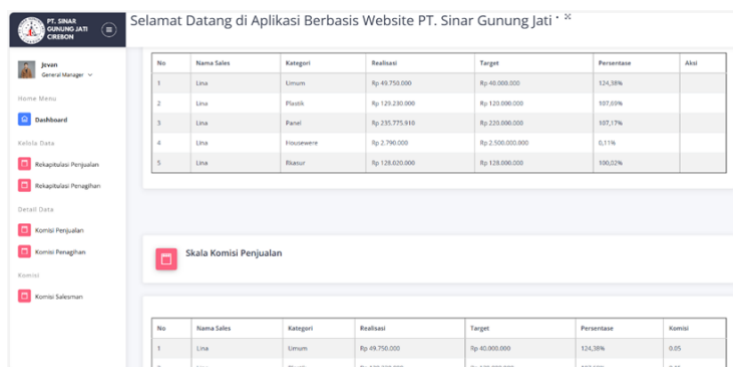 PT. SINAR
GUNUNG JATI
CIREBON
Selamat Datang di Aplikasi Berbasis Website PT. Sinar Gunung Jati
Jevan
General Manager
Home Menu
Dashboard
Kelola Data
Rekapitulasi Penjualan
Rekapitulasi Penagihan
Detail Data
Komisi Penjualan
Komisi Penagihan
Komisi
Komisi Salesman
No Nama Sales Kategori Realisasi Target Persentase Aksi
1 Lina Umum Rp 49.750.000 Rp 40.000.000 124,38%
2 Lina Plastik Rp 129.230.000 Rp 120.000.000 107,69%
3 Lina Panel Rp 235.775.910 Rp 220.000.000 107,17%
4 Lina Housewere Rp 2.790.000 Rp 2.500.000.000 0,11%
5 Lina Rkasur Rp 128.020.000 Rp 128.000.000 100,02%
Skala Komisi Penjualan
No Nama Sales Kategori Realisasi Target Persentase Komisi
1 Lina Umum Rp 49.750.000 Rp 40.000.000 124,38% 0.05